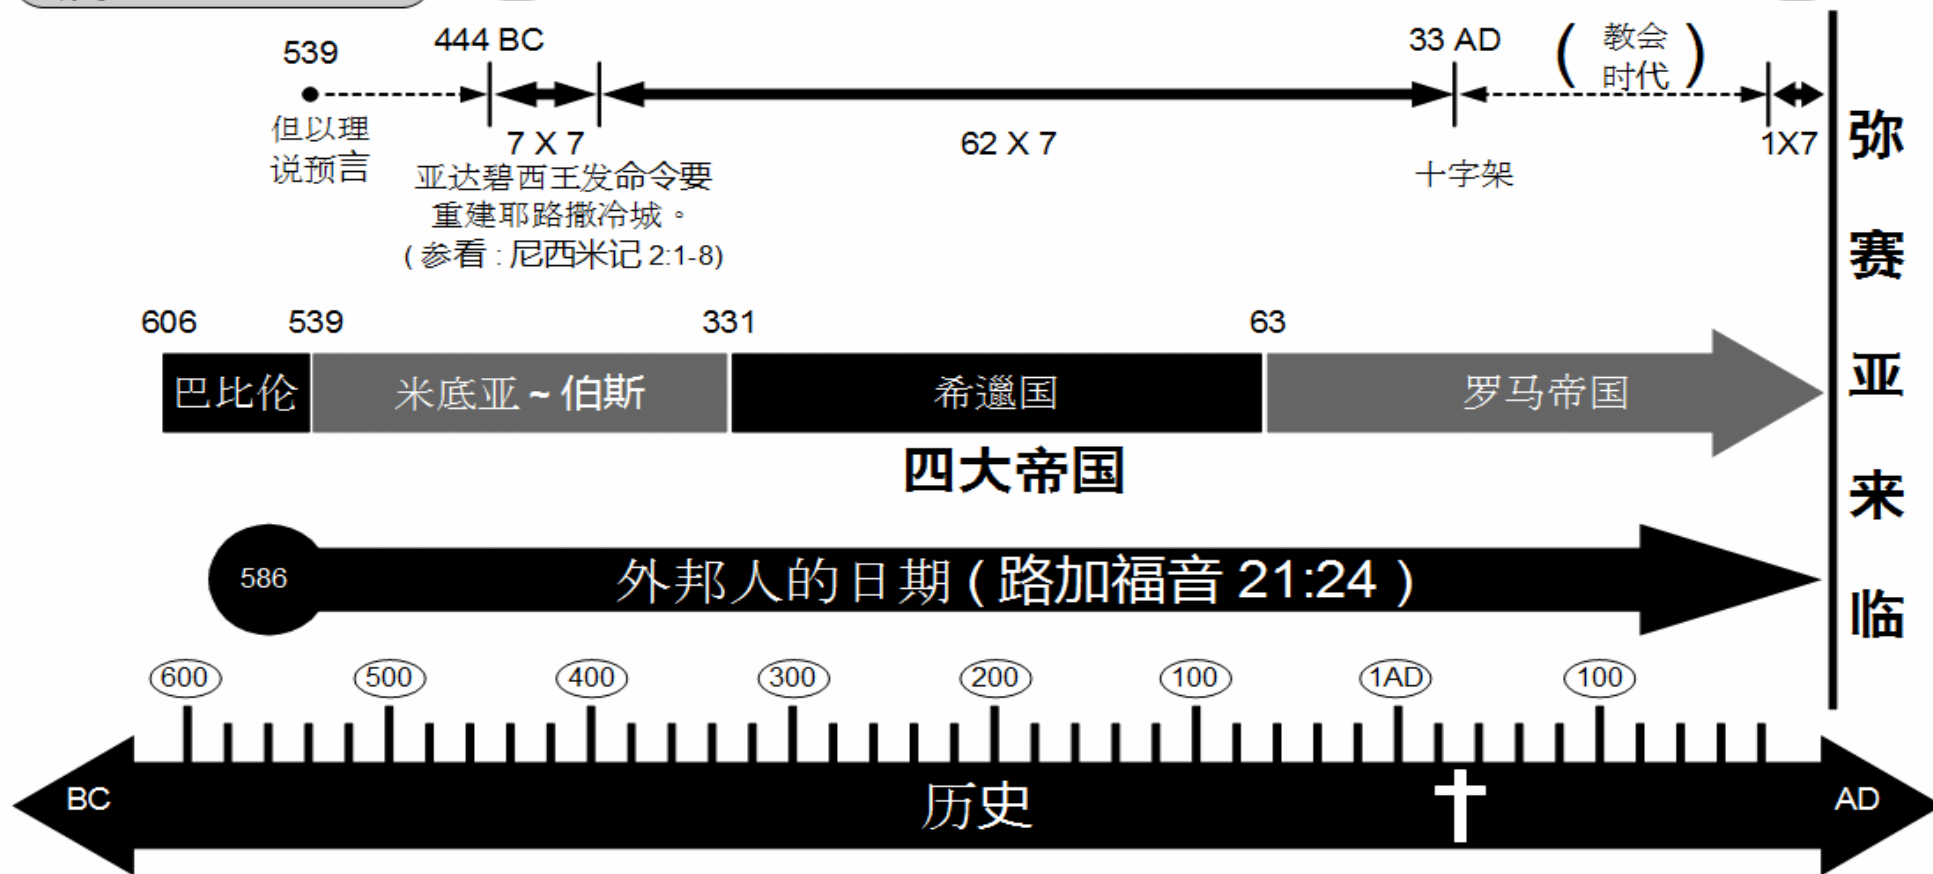 539
444 BC
33 AD
( 教会
时代 )
但以理
说预言
7 X 7
62 X 7
1X7
亚达碧西王发命令要
重建耶路撒冷城。
( 参看 : 尼西米记 2:1-8)
十字架
606
539
331
63
巴比伦
米底亚 ~ 伯斯
希邋国
罗马帝国
四大帝国
586
外邦人的日期 ( 路加福音 21:24 )
弥赛亚来临
600
500
400
300
200
100
1AD
100
BC
历史
AD